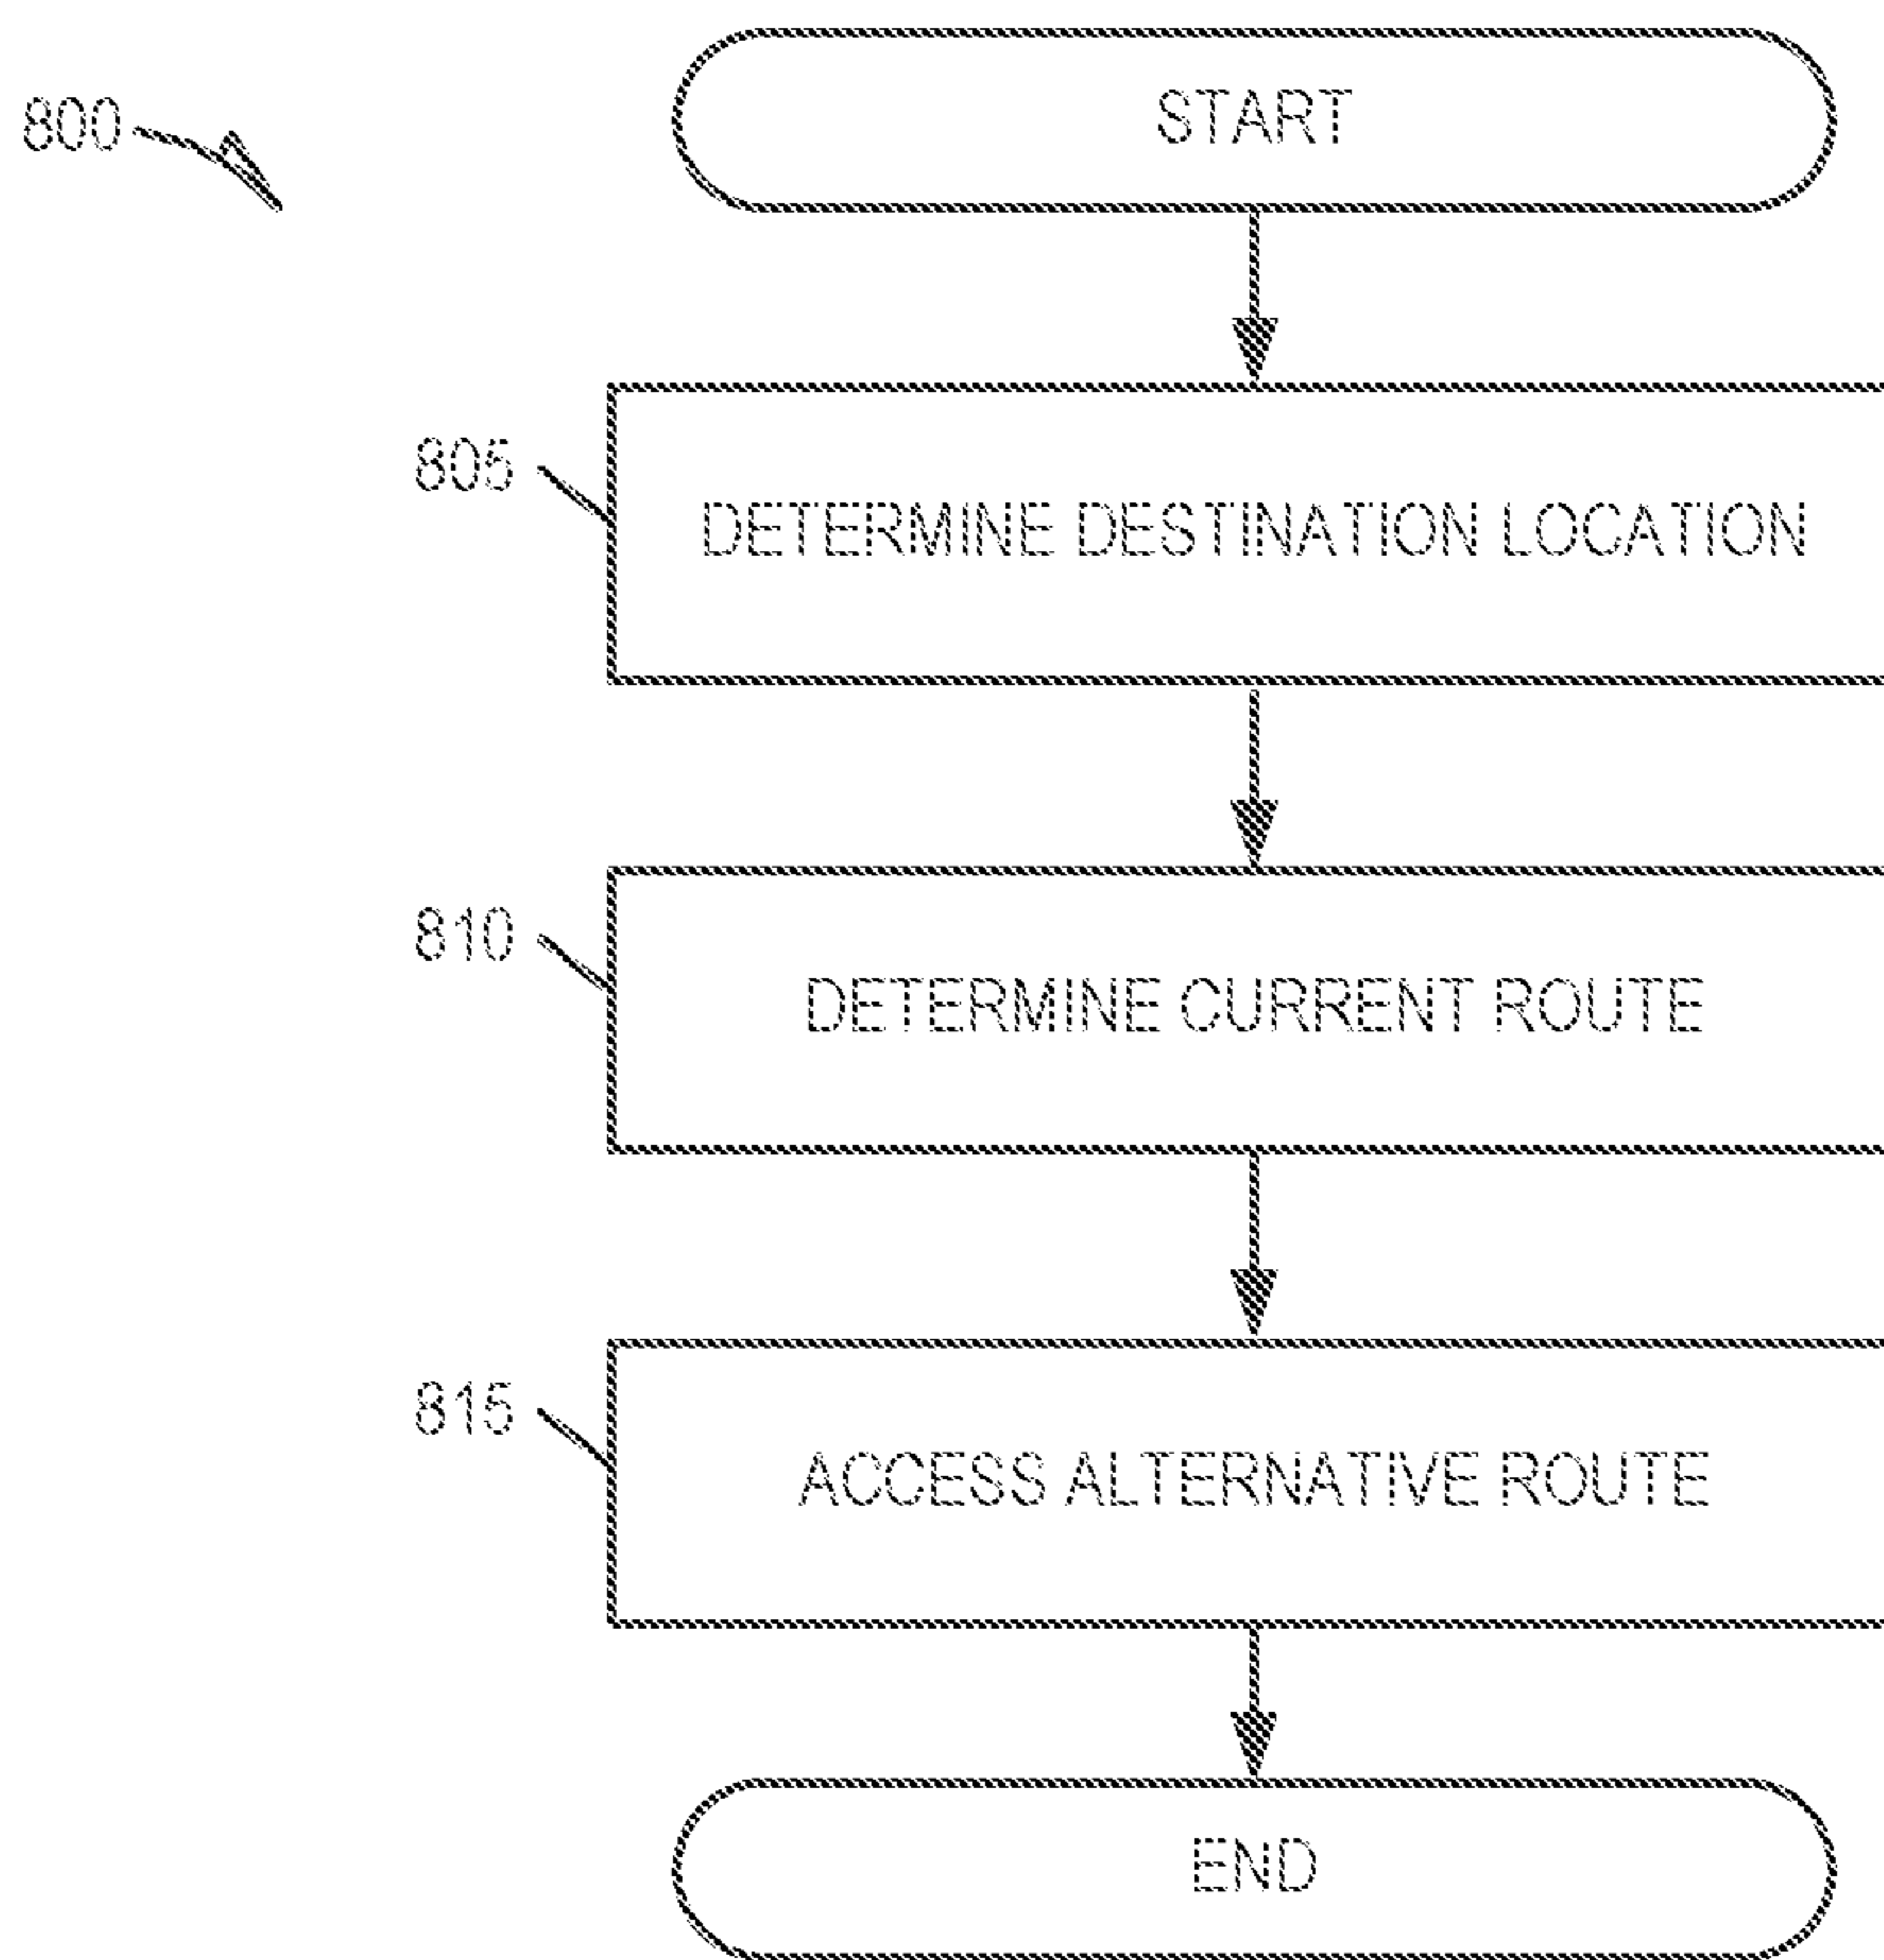 800
START
805
DETERMINE DESTINATION LOCATION
810
DETERMINE CURRENT ROUTE
815
ACCESS ALTERNATIVE ROUTE
END